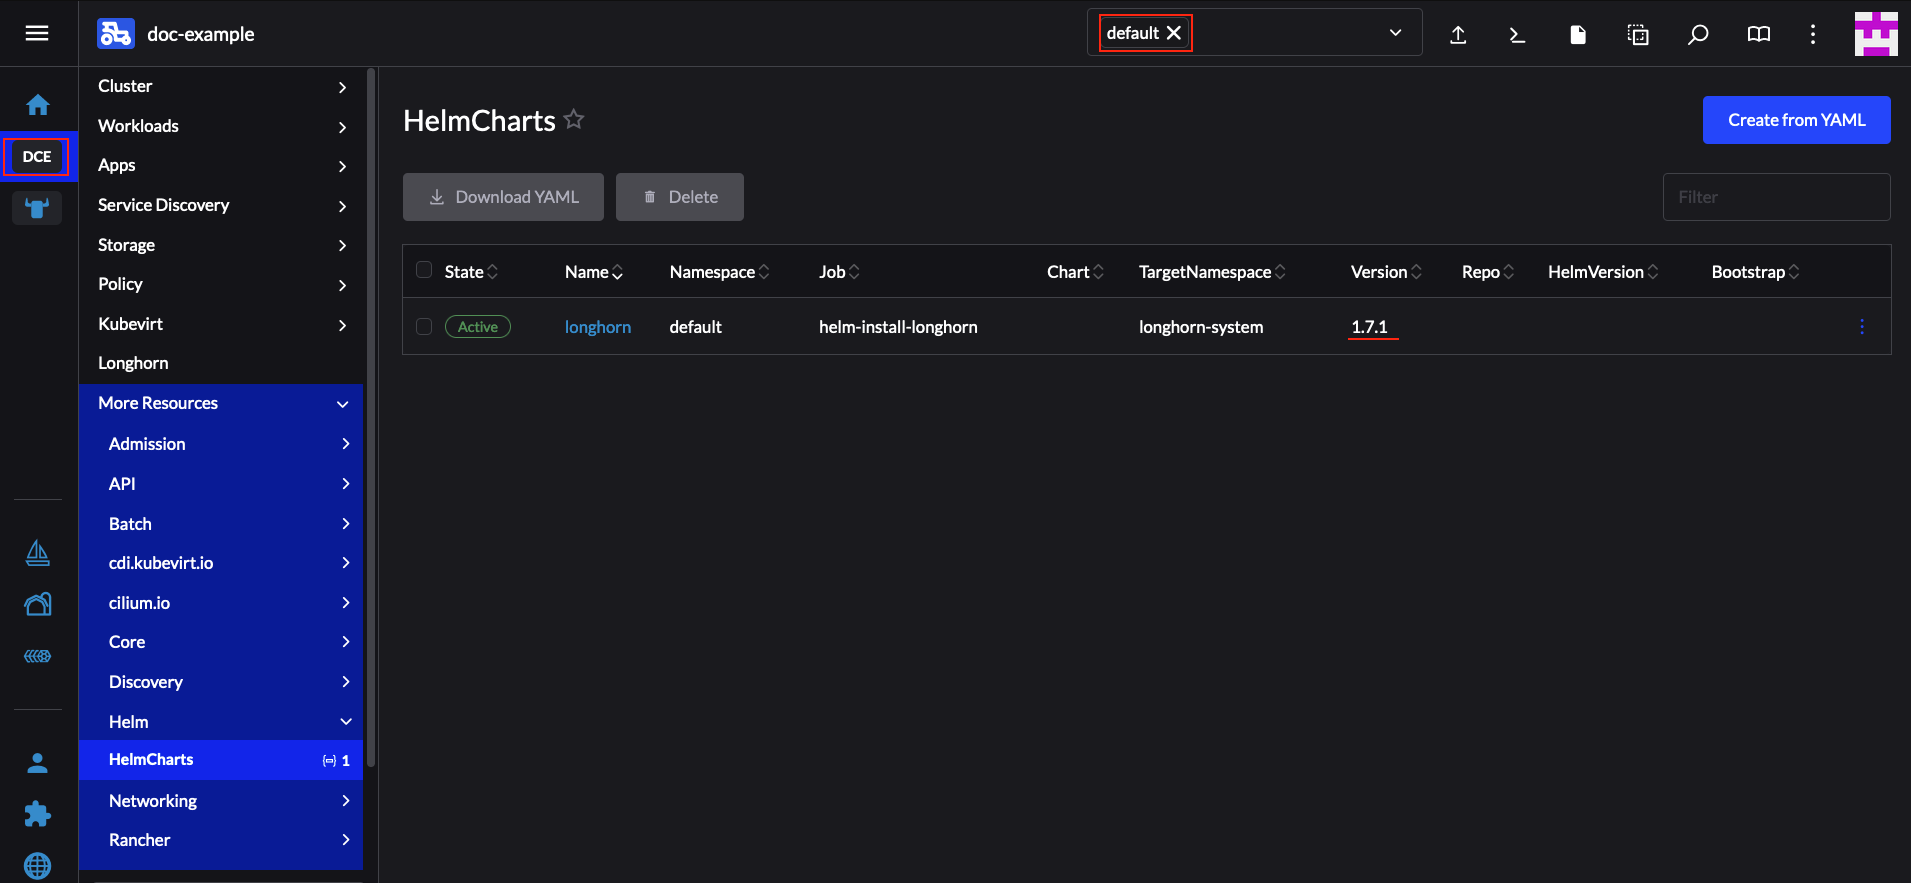 doc-example
default
DCE
Cluster
Workloads
Apps
Service Discovery
Storage
Policy
Kubevirt
Longhorn
More Resources
Admission
API
Batch
cdi.kubevirt.io
cilium.io
Core
Discovery
Helm
HelmCharts 1
Networking
Rancher
HelmCharts
Create from YAML
Download YAML Delete Filter
State Name Namespace Job Chart TargetNamespace Version Repo HelmVersion Bootstrap
Active longhorn default helm-install-longhorn longhorn-system 1.7.1